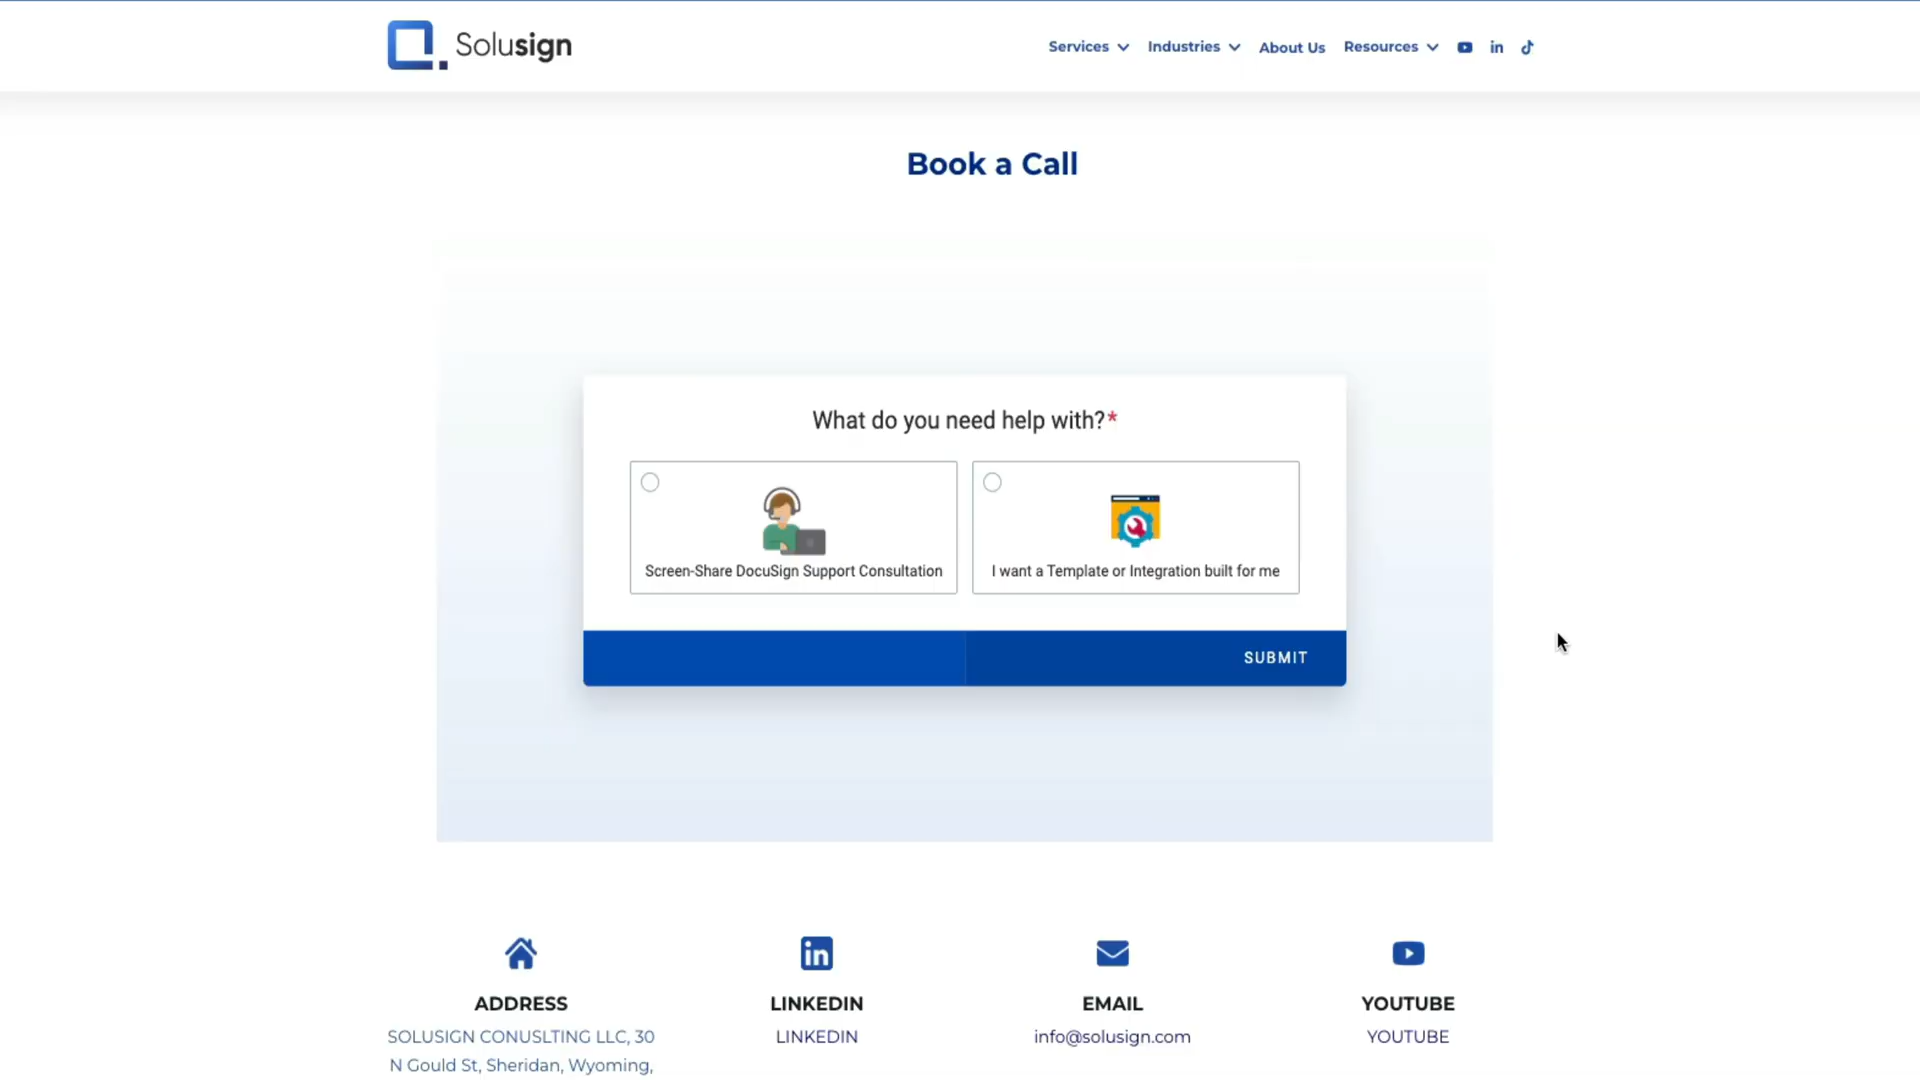 Solusign
Services Industries About Us Resources
Book a Call
What do you need help with?*
Screen-Share DocuSign Support Consultation
I want a Template or Integration built for me
SUBMIT
ADDRESS
SOLUSIGN CONUSLTING LLC, 30
N Gould St, Sheridan, Wyoming,
LINKEDIN
LINKEDIN
EMAIL
info@solusign.com
YOUTUBE
YOUTUBE